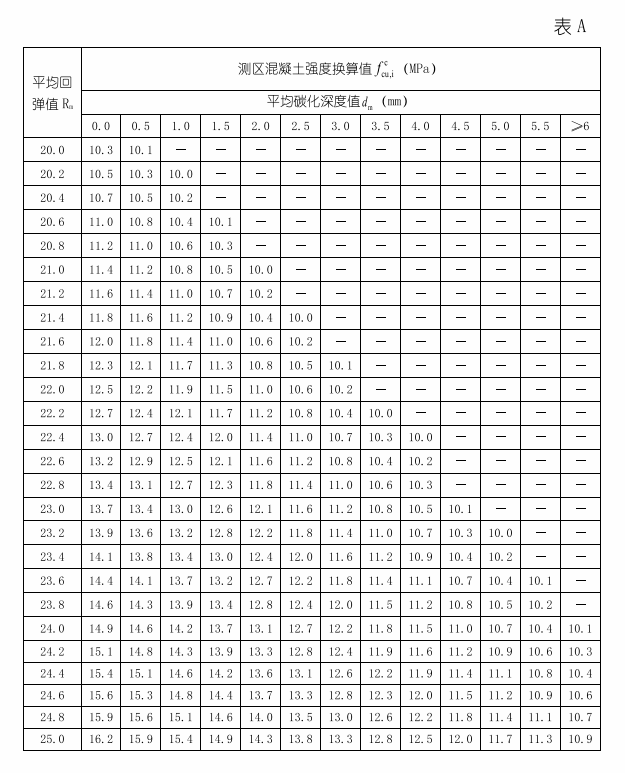 表 A
平均回
弹值 Rₘ
测区混凝土强度换算值 fᶜcu,i (MPa)
平均碳化深度值 dₘ (mm)
0.0 0.5 1.0 1.5 2.0 2.5 3.0 3.5 4.0 4.5 5.0 5.5 ≥6
20.0 10.3 10.1 — — — — — — — — — — —
20.2 10.5 10.3 10.0 — — — — — — — — — —
20.4 10.7 10.5 10.2 — — — — — — — — — —
20.6 11.0 10.8 10.4 10.1 — — — — — — — — —
20.8 11.2 11.0 10.6 10.3 — — — — — — — — —
21.0 11.4 11.2 10.8 10.5 10.0 — — — — — — — —
21.2 11.6 11.4 11.0 10.7 10.2 — — — — — — — —
21.4 11.8 11.6 11.2 10.9 10.4 10.0 — — — — — — —
21.6 12.0 11.8 11.4 11.0 10.6 10.2 — — — — — — —
21.8 12.3 12.1 11.7 11.3 10.8 10.5 10.1 — — — — — —
22.0 12.5 12.2 11.9 11.5 11.0 10.6 10.2 — — — — — —
22.2 12.7 12.4 12.1 11.7 11.2 10.8 10.4 10.0 — — — — —
22.4 13.0 12.7 12.4 12.0 11.4 11.0 10.7 10.3 10.0 — — — —
22.6 13.2 12.9 12.5 12.1 11.6 11.2 10.8 10.4 10.2 — — — —
22.8 13.4 13.1 12.7 12.3 11.8 11.4 11.0 10.6 10.3 — — — —
23.0 13.7 13.4 13.0 12.6 12.1 11.6 11.2 10.8 10.5 10.1 — — —
23.2 13.9 13.6 13.2 12.8 12.2 11.8 11.4 11.0 10.7 10.3 10.0 — —
23.4 14.1 13.8 13.4 13.0 12.4 12.0 11.6 11.2 10.9 10.4 10.2 — —
23.6 14.4 14.1 13.7 13.2 12.7 12.2 11.8 11.4 11.1 10.7 10.4 10.1 —
23.8 14.6 14.3 13.9 13.4 12.8 12.4 12.0 11.5 11.2 10.8 10.5 10.2 —
24.0 14.9 14.6 14.2 13.7 13.1 12.7 12.2 11.8 11.5 11.0 10.7 10.4 10.1
24.2 15.1 14.8 14.3 13.9 13.3 12.8 12.4 11.9 11.6 11.2 10.9 10.6 10.3
24.4 15.4 15.1 14.6 14.2 13.6 13.1 12.6 12.2 11.9 11.4 11.1 10.8 10.4
24.6 15.6 15.3 14.8 14.4 13.7 13.3 12.8 12.3 12.0 11.5 11.2 10.9 10.6
24.8 15.9 15.6 15.1 14.6 14.0 13.5 13.0 12.6 12.2 11.8 11.4 11.1 10.7
25.0 16.2 15.9 15.4 14.9 14.3 13.8 13.3 12.8 12.5 12.0 11.7 11.3 10.9